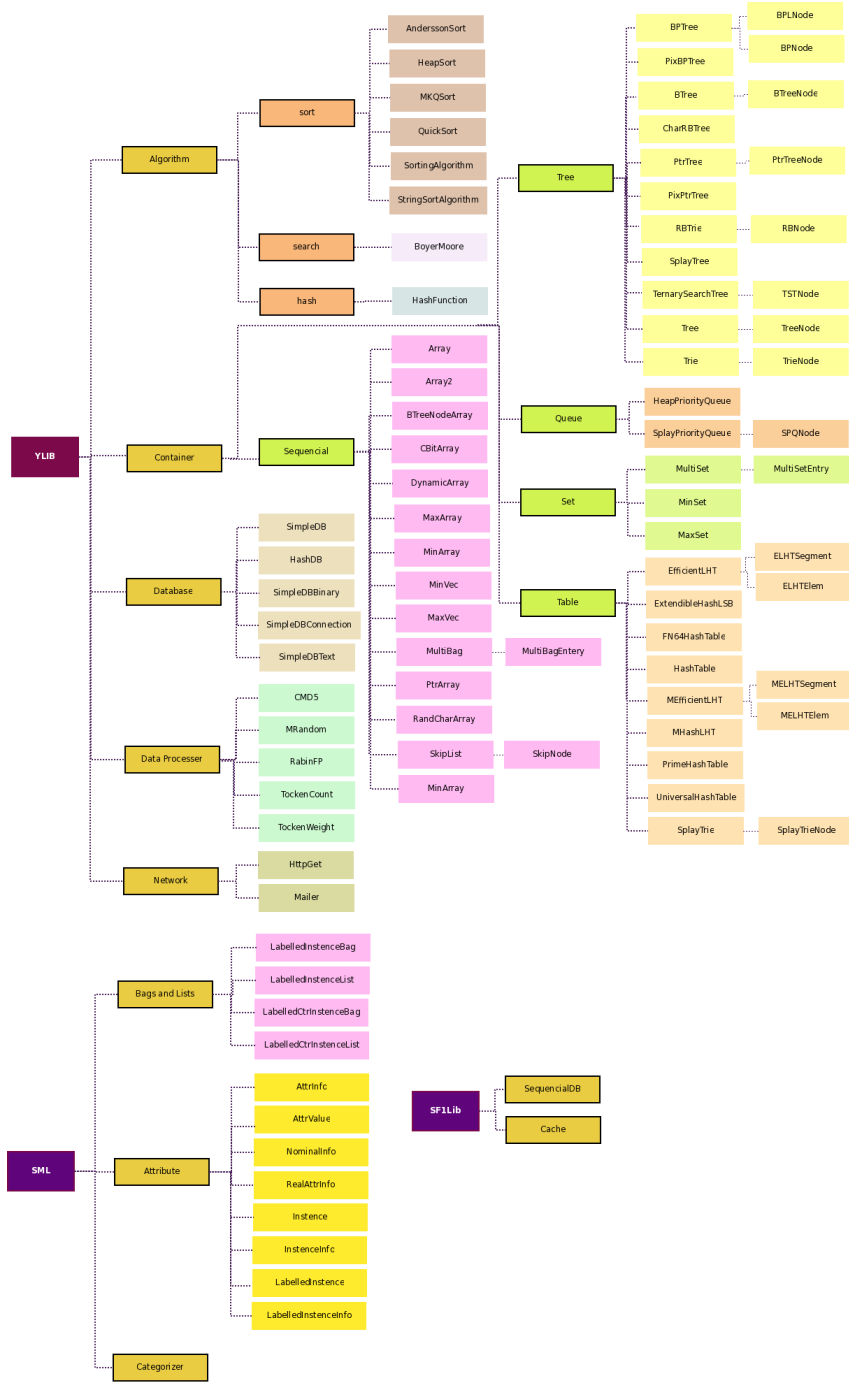 YLIB
Algorithm
sort
AnderssonSort
HeapSort
MKQSort
QuickSort
SortingAlgorithm
StringSortAlgorithm
search
BoyerMoore
hash
HashFunction
Container
Sequencial
Array
Array2
BTreeNodeArray
CBitArray
DynamicArray
MaxArray
MinArray
MinVec
MaxVec
MultiBag
MultiBagEntery
PtrArray
RandCharArray
SkipList
SkipNode
MinArray
Tree
BPTree
BPLNode
BPNode
PixBPTree
BTree
BTreeNode
CharRBTree
PtrTree
PtrTreeNode
PixPtrTree
RBTrie
RBNode
SplayTree
TernarySearchTree
TSTNode
Tree
TreeNode
Trie
TrieNode
Queue
HeapPriorityQueue
SplayPriorityQueue
SPQNode
Set
MultiSet
MultiSetEntry
MinSet
MaxSet
Table
EfficientLHT
ELHTSegment
ELHTElem
ExtendibleHashLSB
FN64HashTable
HashTable
MEfficientLHT
MELHTSegment
MELHTElem
MHashLHT
PrimeHashTable
UniversalHashTable
SplayTrie
SplayTrieNode
Database
SimpleDB
HashDB
SimpleDBBinary
SimpleDBConnection
SimpleDBText
Data Processer
CMD5
MRandom
RabinFP
TockenCount
TockenWeight
Network
HttpGet
Mailer
SML
Bags and Lists
LabelledInstenceBag
LabelledInstenceList
LabelledCtrInstenceBag
LabelledCtrInstenceList
Attribute
AttrInfo
AttrValue
NominalInfo
RealAttrInfo
Instence
InstenceInfc
LabelledInstence
LabelledInstenceInfo
Categorizer
SF1Lib
SequencialDB
Cache